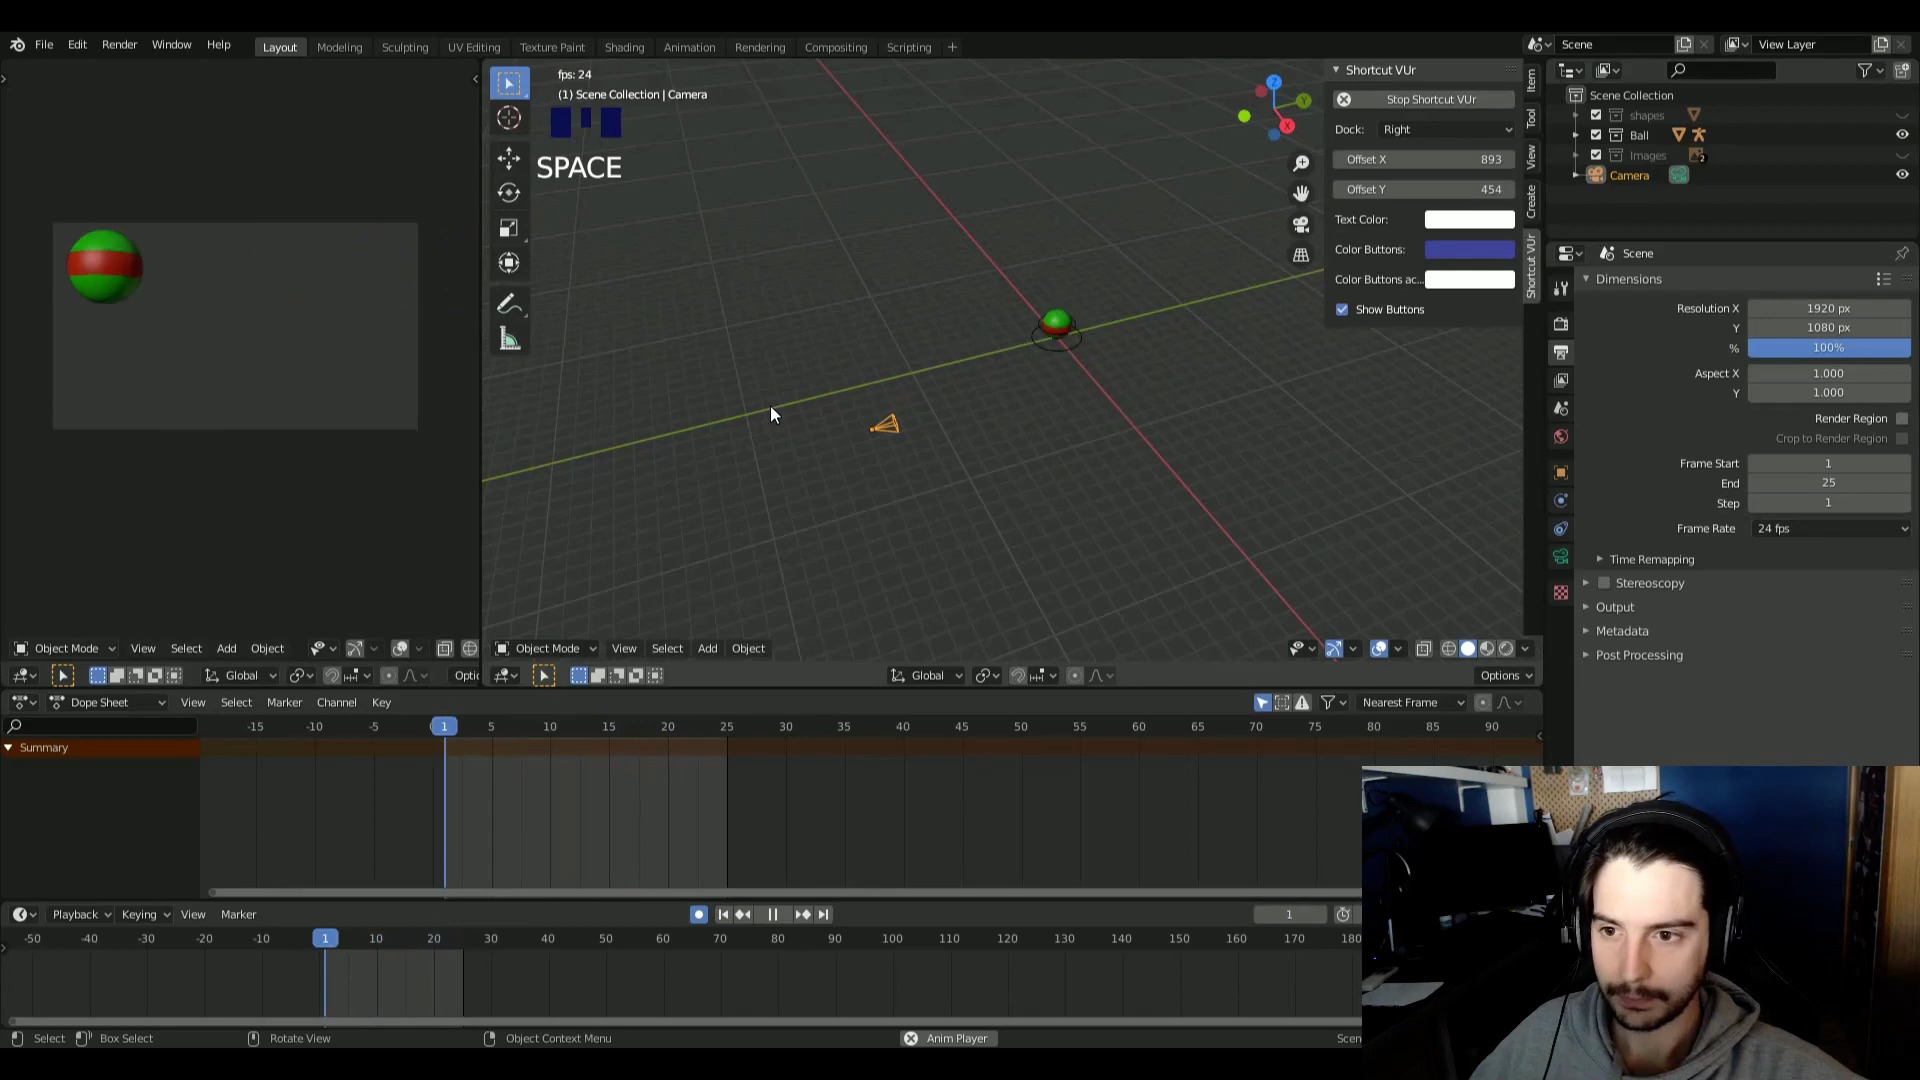 File Edit Render Window Help Layout Modeling Sculpting UV Editing Texture Paint Shading Animation Rendering Compositing Scripting + Scene View Layer
fps: 24
(1) Scene Collection | Camera
SPACE
Z
Y
X
Shortcut VUr
Stop Shortcut VUr
Dock: Right
Offset X 893
Offset Y 454
Text Color:
Color Buttons:
Color Buttons ac...
Show Buttons
Item
Tool
View
Create
Shortcut VUr
Scene Collection
shapes
Ball
Images 2
Camera
Scene
Dimensions
Resolution X 1920 px
Y 1080 px
% 100%
Aspect X 1.000
Y 1.000
Render Region
Crop to Render Region
Frame Start 1
End 25
Step 1
Frame Rate 24 fps
Time Remapping
Stereoscopy
Output
Metadata
Post Processing
Object Mode View Select Add Object
Global Optic
Object Mode View Select Add Object
Global Options
Dope Sheet View Select Marker Channel Key Nearest Frame
-15 -10 -5 1 5 10 15 20 25 30 35 40 45 50 55 60 65 70 75 80 85 90
Summary
Playback Keying View Marker 1
-50 -40 -30 -20 -10 1 10 20 30 40 50 60 70 80 90 100 110 120 130 140 150 160 170 180
Select Box Select Rotate View Object Context Menu Anim Player Scen